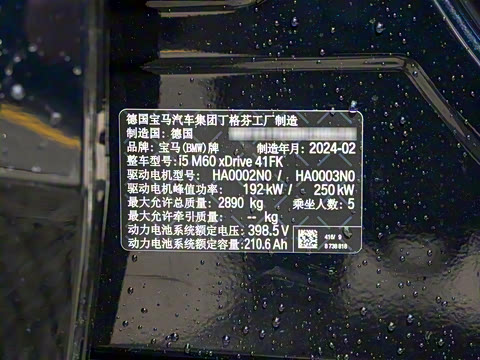 德国宝马汽车集团丁格芬工厂制造
制造国: 德国
品牌: 宝马(BMW)牌 制造年月: 2024-02
整车型号: i5 M60 xDrive 41FK
驱动电机型号: HA0002N0 / HA0003N0
驱动电机峰值功率: 192 kW / 250 kW
最大允许总质量: 2890 kg 乘坐人数: 5
最大允许牵引质量: -- kg
动力电池系统额定电压: 398.5 V
动力电池系统额定容量: 210.6 Ah
416/ 9
8 738 818